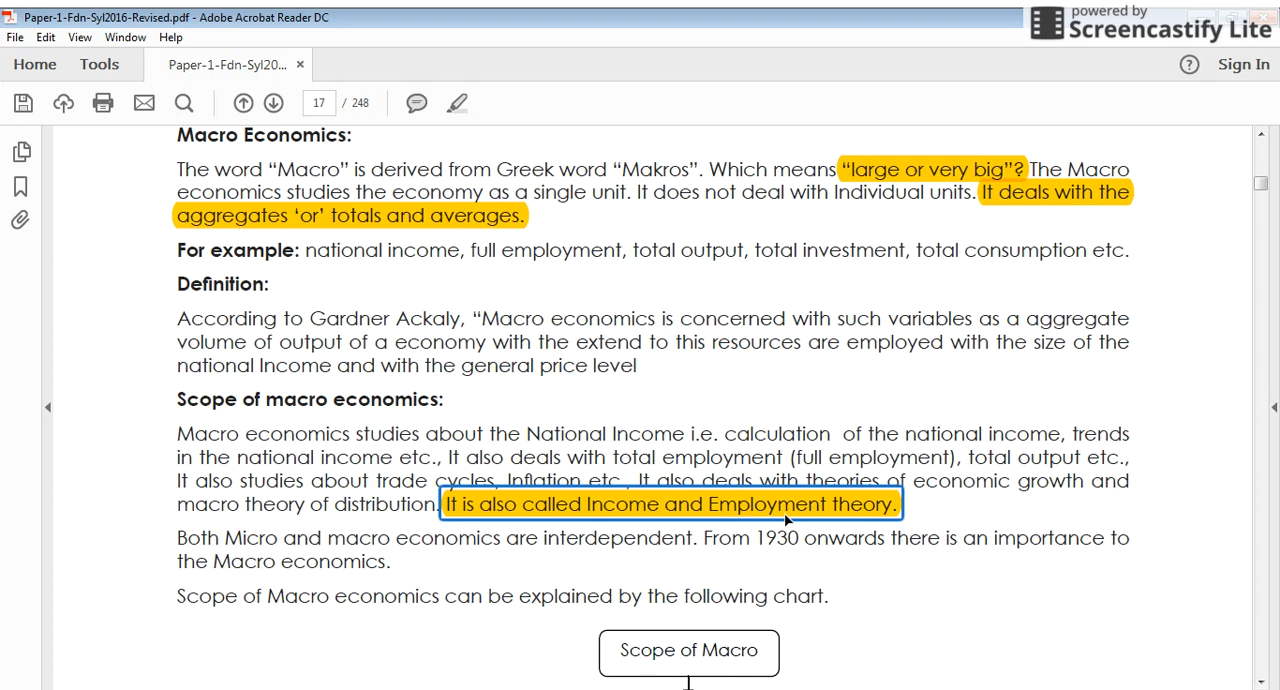 Paper-1-Fdn-Syl2016-Revised.pdf - Adobe Acrobat Reader DC
powered by
Screencastify Lite
File Edit View Window Help
Home Tools Paper-1-Fdn-Syl20... × ? Sign In
17 / 248
Macro Economics:
The word “Macro” is derived from Greek word “Makros”. Which means “large or very big”? The Macro
economics studies the economy as a single unit. It does not deal with Individual units. It deals with the
aggregates ‘or’ totals and averages.
For example: national income, full employment, total output, total investment, total consumption etc.
Definition:
According to Gardner Ackaly, “Macro economics is concerned with such variables as a aggregate
volume of output of a economy with the extend to this resources are employed with the size of the
national Income and with the general price level
Scope of macro economics:
Macro economics studies about the National Income i.e. calculation of the national income, trends
in the national income etc., It also deals with total employment (full employment), total output etc.,
It also studies about trade cycles, Inflation etc., It also deals with theories of economic growth and
macro theory of distribution. It is also called Income and Employment theory.
Both Micro and macro economics are interdependent. From 1930 onwards there is an importance to
the Macro economics.
Scope of Macro economics can be explained by the following chart.
Scope of Macro